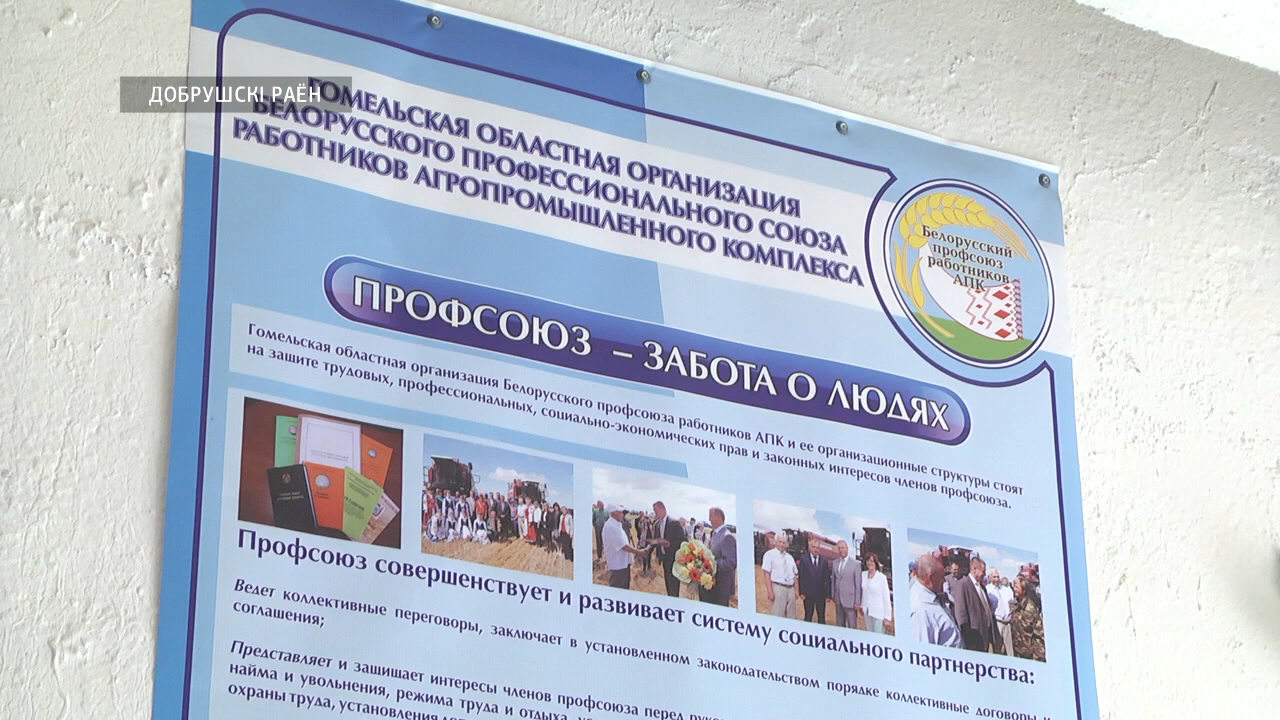 ДОБРУШСКІ РАЁН
ГОМЕЛЬСКАЯ ОБЛАСТНАЯ ОРГАНИЗАЦИЯ
БЕЛОРУССКОГО ПРОФЕССИОНАЛЬНОГО СОЮЗА
РАБОТНИКОВ АГРОПРОМЫШЛЕННОГО КОМПЛЕКСА
Белорусский
профсоюз
работников
АПК
ПРОФСОЮЗ – ЗАБОТА О ЛЮДЯХ
Гомельская областная организация Белорусского профсоюза работников АПК и ее организационные структуры стоят
на защите трудовых, профессиональных, социально-экономических прав и законных интересов членов профсоюза.
Профсоюз совершенствует и развивает систему социального партнерства:
Ведет коллективные переговоры, заключает в установленном законодательством порядке коллективные договоры и
соглашения;
Представляет и защищает интересы членов профсоюза перед
найма и увольнения, режима труда и отдыха,
охраны труда, установления